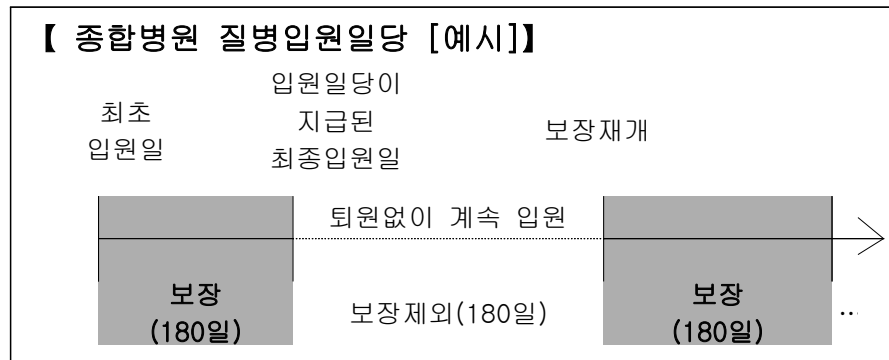 【 종합병원 질병입원일당 [예시]】
최초
입원일
입원일당이
지급된
최종입원일
보장재개
퇴원없이 계속 입원
보장
(180일)
보장제외(180일)
보장
(180일)
…